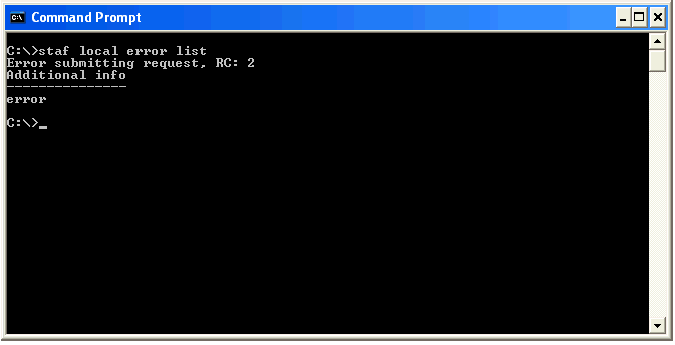 Command Prompt
C:\>staf local error list
Error submitting request, RC: 2
Additional info
---------------
error
C:\>_